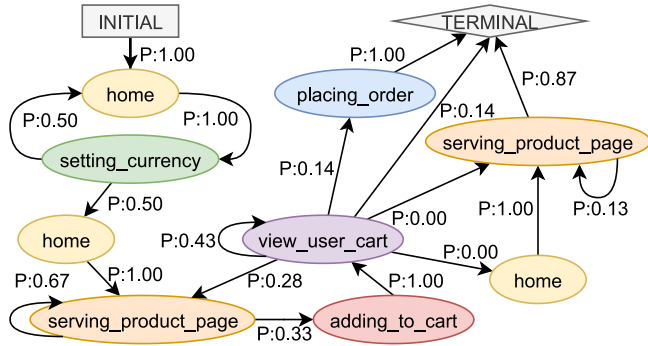 INITIAL
TERMINAL
P:1.00
P:1.00
home
placing_order
P:0.87
P:0.50
P:1.00
P:0.14
setting_currency
serving_product_page
P:0.14
P:0.50
P:1.00
P:0.13
P:0.00
home
P:0.43
view_user_cart
P:0.00
P:0.67
P:1.00
P:0.28
P:1.00
home
serving_product_page
P:0.33
adding_to_cart